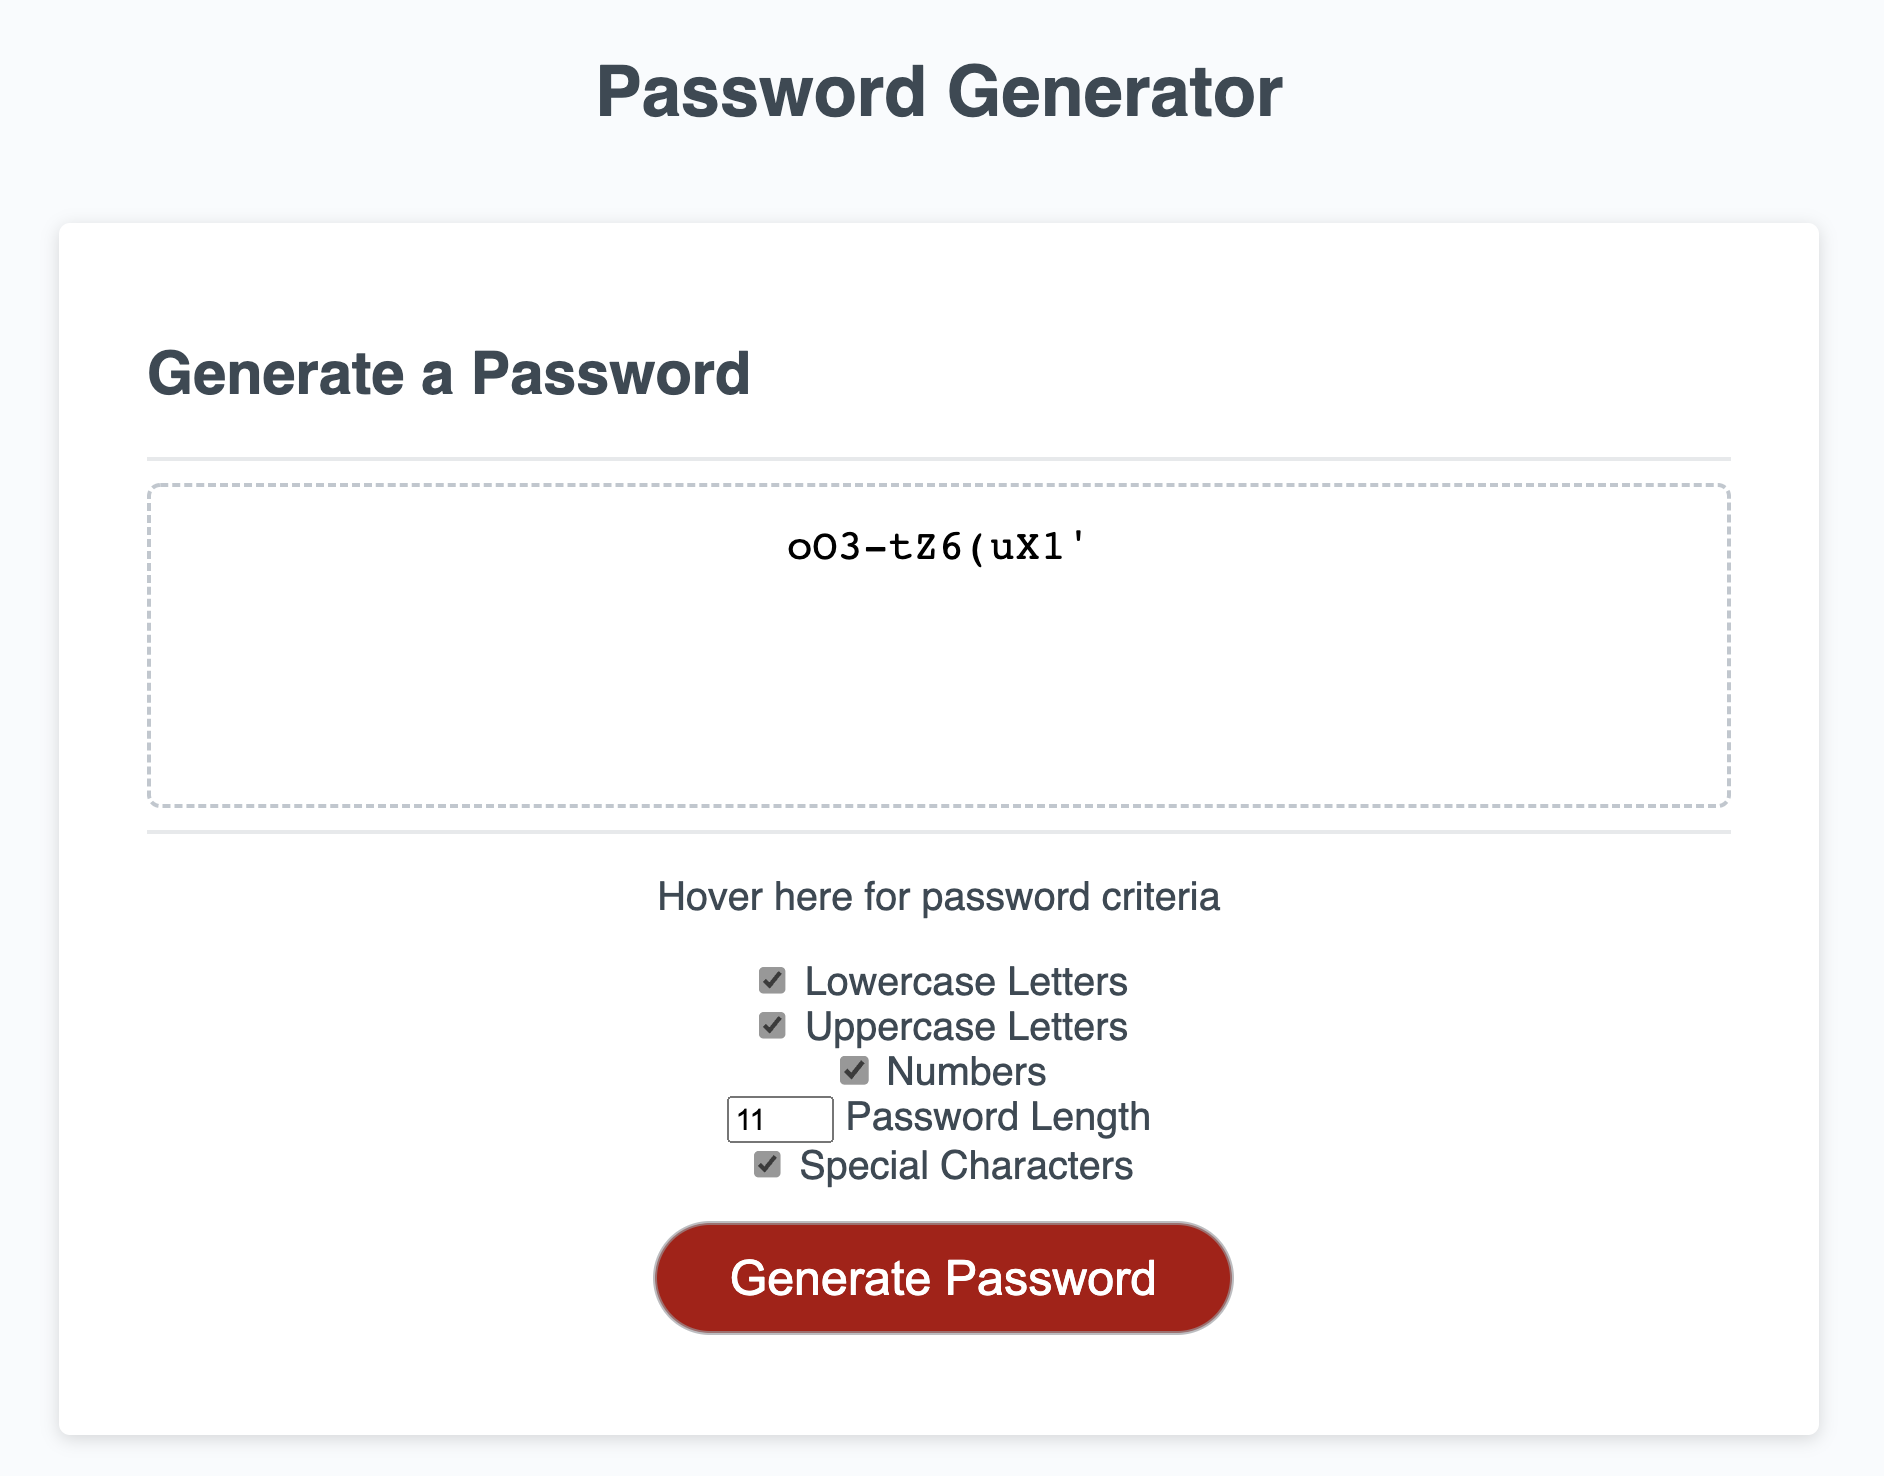 Password Generator
Generate a Password
oO3-tZ6(uX1'
Hover here for password criteria
Lowercase Letters
Uppercase Letters
Numbers
11 Password Length
Special Characters
Generate Password